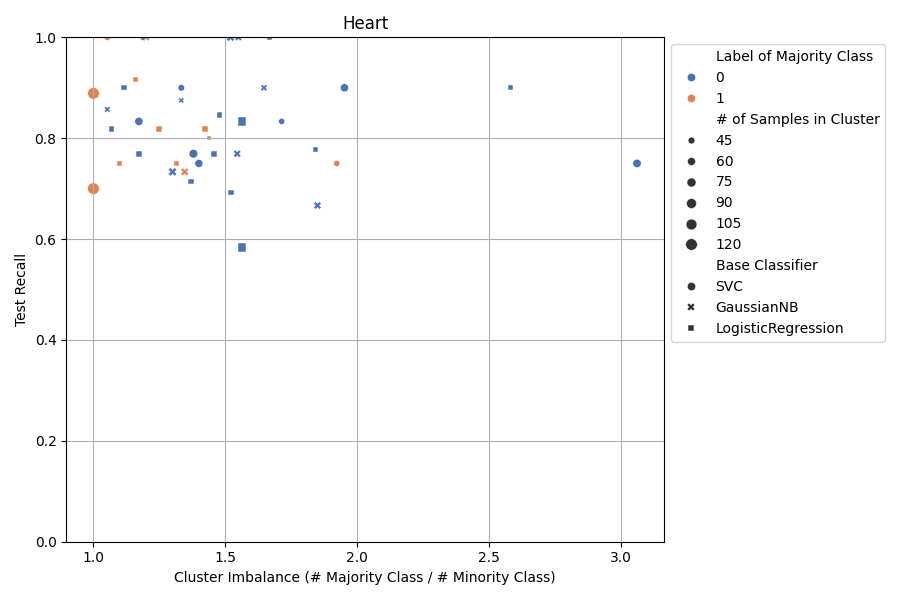 Heart
Test Recall
1.0
0.8
0.6
0.4
0.2
0.0
1.0 1.5 2.0 2.5 3.0
Cluster Imbalance (# Majority Class / # Minority Class)
Label of Majority Class
0
1
# of Samples in Cluster
45
60
75
90
105
120
Base Classifier
SVC
GaussianNB
LogisticRegression